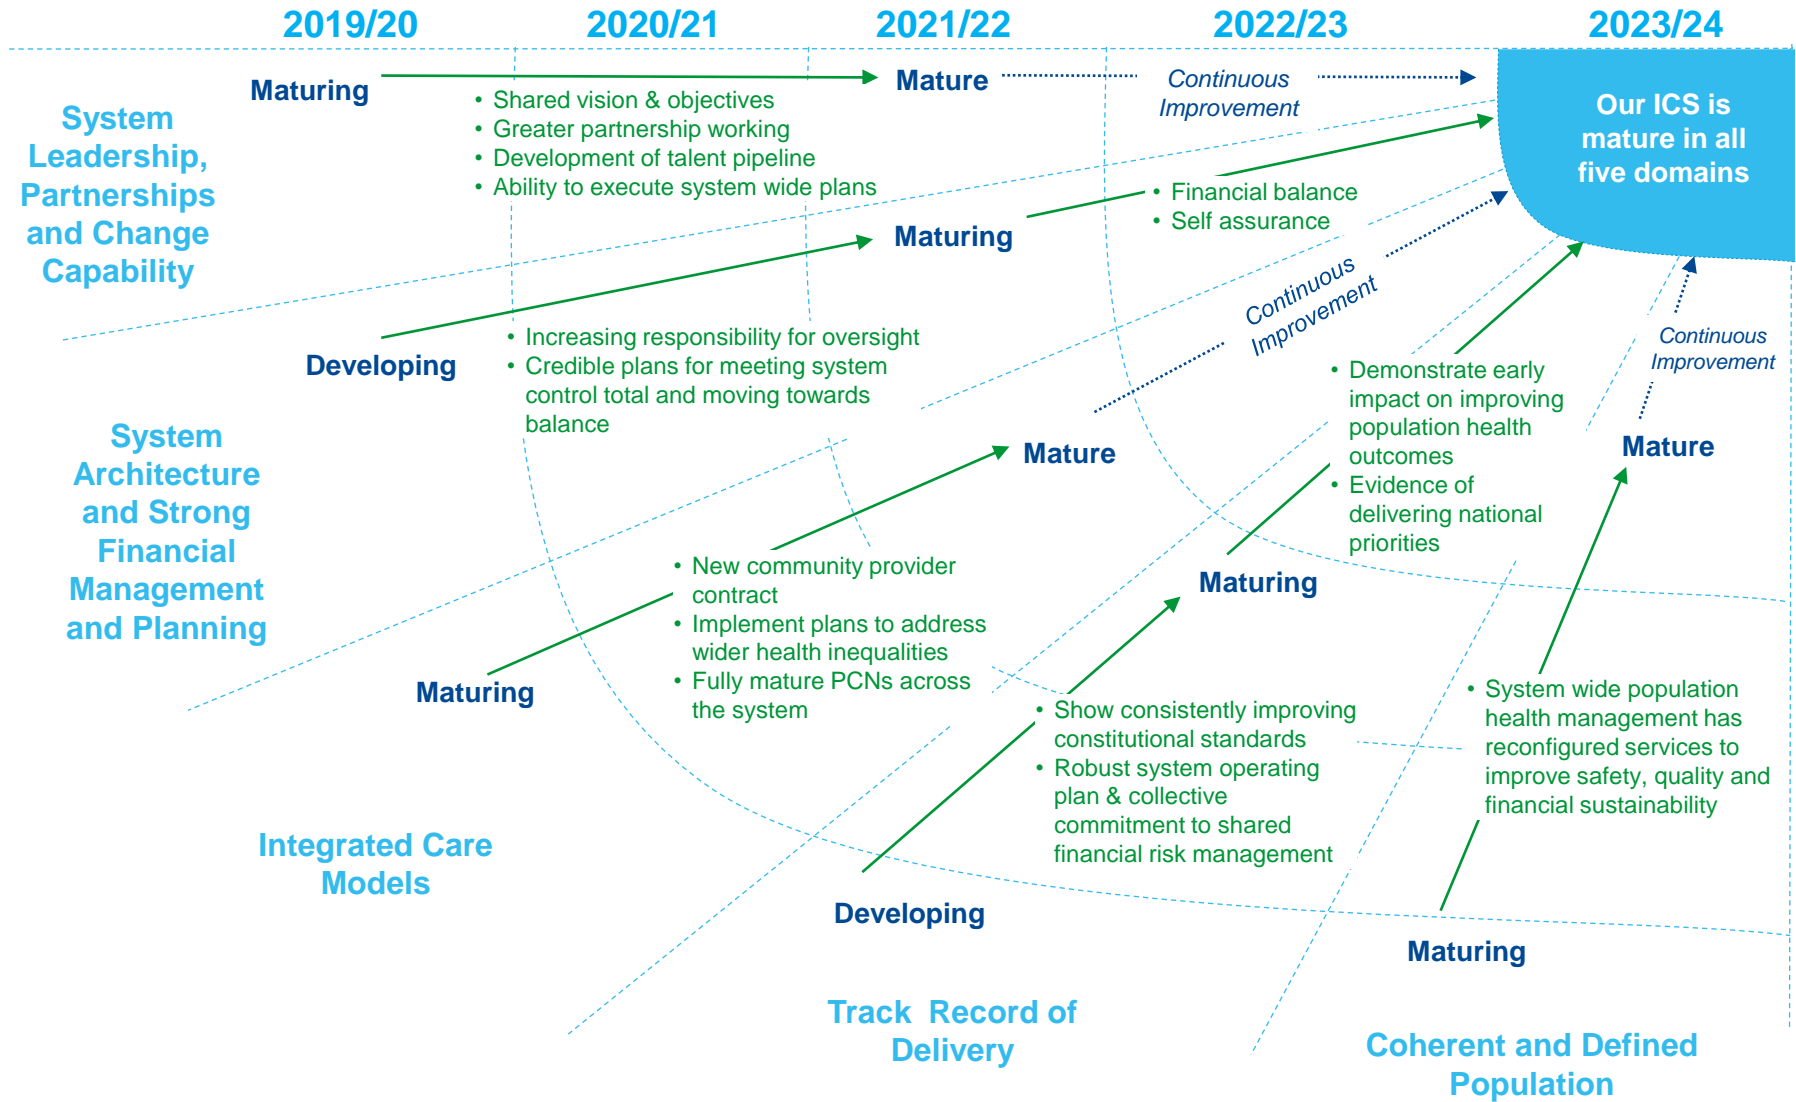 2019/20
2020/21
2021/22
2022/23
2023/24
System
Leadership,
Partnerships
and Change
Capability
Maturing
• Shared vision & objectives
• Greater partnership working
• Development of talent pipeline
• Ability to execute system wide plans
Mature
Continuous
Improvement
Our ICS is
mature in all
five domains
System
Architecture
and Strong
Financial
Management
and Planning
Developing
• Increasing responsibility for oversight
• Credible plans for meeting system
control total and moving towards
balance
Maturing
• Financial balance
• Self assurance
Integrated Care
Models
Maturing
• New community provider
contract
• Implement plans to address
wider health inequalities
• Fully mature PCNs across
the system
Mature
Continuous
Improvement
Track Record of
Delivery
Developing
• Show consistently improving
constitutional standards
• Robust system operating
plan & collective
commitment to shared
financial risk management
Maturing
• Demonstrate early
impact on improving
population health
outcomes
• Evidence of
delivering national
priorities
Coherent and Defined
Population
Maturing
• System wide population
health management has
reconfigured services to
improve safety, quality and
financial sustainability
Mature
Continuous
Improvement